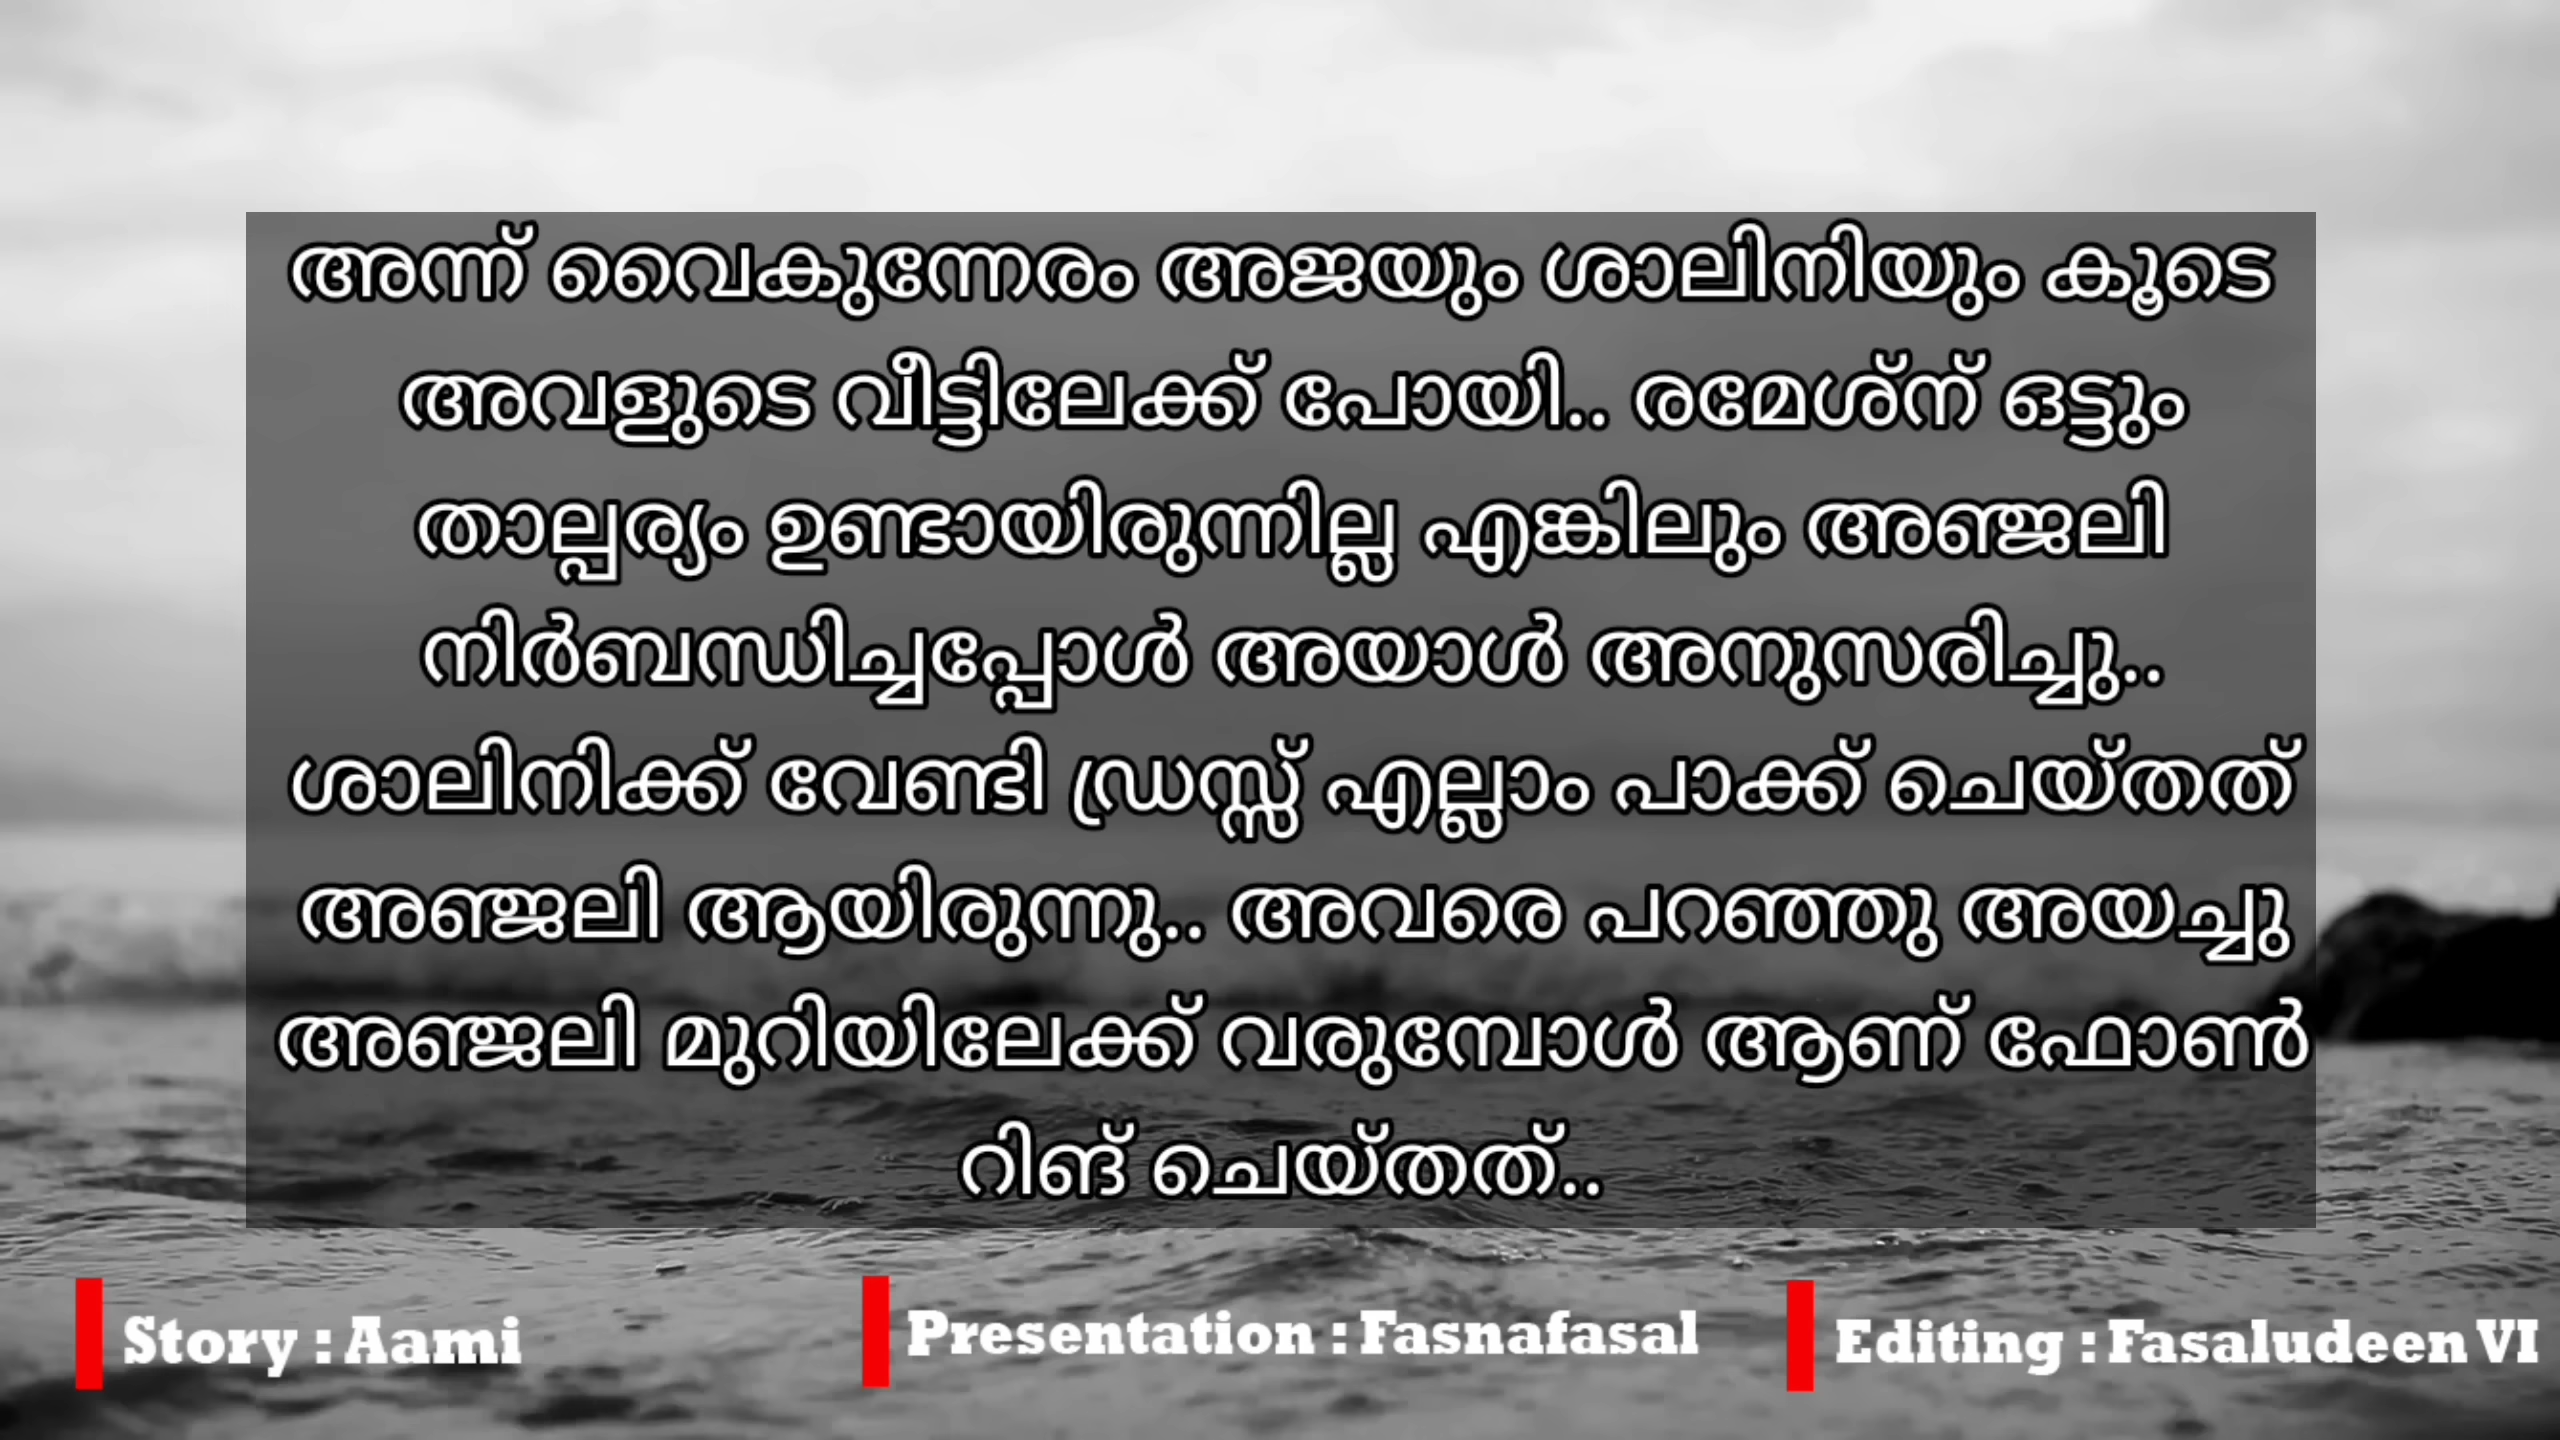 അന്ന് വൈകുന്നേരം അജയും ശാലിനിയും കൂടെ
അവളുടെ വീട്ടിലേക്ക് പോയി.. രമേശ്ന് ഒട്ടും
താല്പര്യം ഉണ്ടായിരുന്നില്ല എങ്കിലും അഞ്ജലി
നിർബന്ധിച്ചപ്പോൾ അയാൾ അനുസരിച്ചു..
ശാലിനിക്ക് വേണ്ടി ഡ്രസ്സ് എല്ലാം പാക്ക് ചെയ്തത്
അഞ്ജലി ആയിരുന്നു.. അവരെ പറഞ്ഞു അയച്ചു
അഞ്ജലി മുറിയിലേക്ക് വരുമ്പോൾ ആണ് ഫോൺ
റിങ് ചെയ്തത്..
Story : Aami
Presentation : Fasnafasal
Editing : Fasaludeen VI